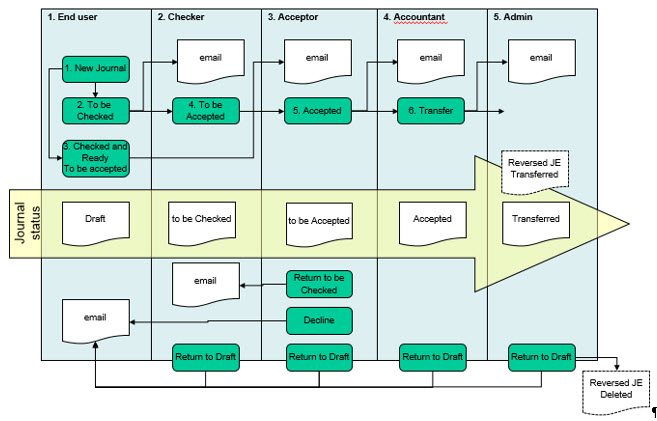 1. End user
2. Checker
3. Acceptor
4. Accountant
5. Admin
email
email
email
email
1. New Journal
2. To be
Checked
4. To be
Accepted
5. Accepted
6. Transfer
3. Checked and
Ready
To be accepted
Reversed JE
Transferred
Journal
status
Draft
to be Checked
to be Accepted
Accepted
Transferred
email
Return to be
Checked
email
Decline
Return to Draft
Return to Draft
Return to Draft
Return to Draft
Reversed JE
Deleted
¶